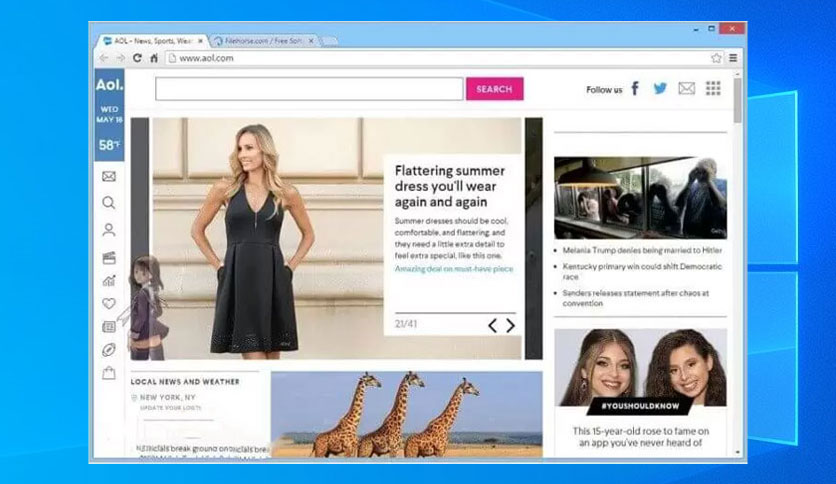 AOL - News, Sports, Wea
FileHorse.com / Free Soft
www.aol.com
Aol.
WED
MAY 18
58°F
SEARCH
Follow us
Flattering summer
dress you'll wear
again and again
Summer dresses should be cool,
comfortable, and flattering, and
they need a little extra detail to
feel extra special, like this one.
Amazing deal on must-have piece
21/41
Getty
Melania Trump denies being married to Hitler
Kentucky primary win could shift Democratic
race
Sanders releases statement after chaos at
convention
LOCAL NEWS AND WEATHER
NEW YORK, NY
UPDATE YOUR
#YOUSHOULDKNOW
This 15-year-old rose to fame on
an app you've never heard of
break ground on